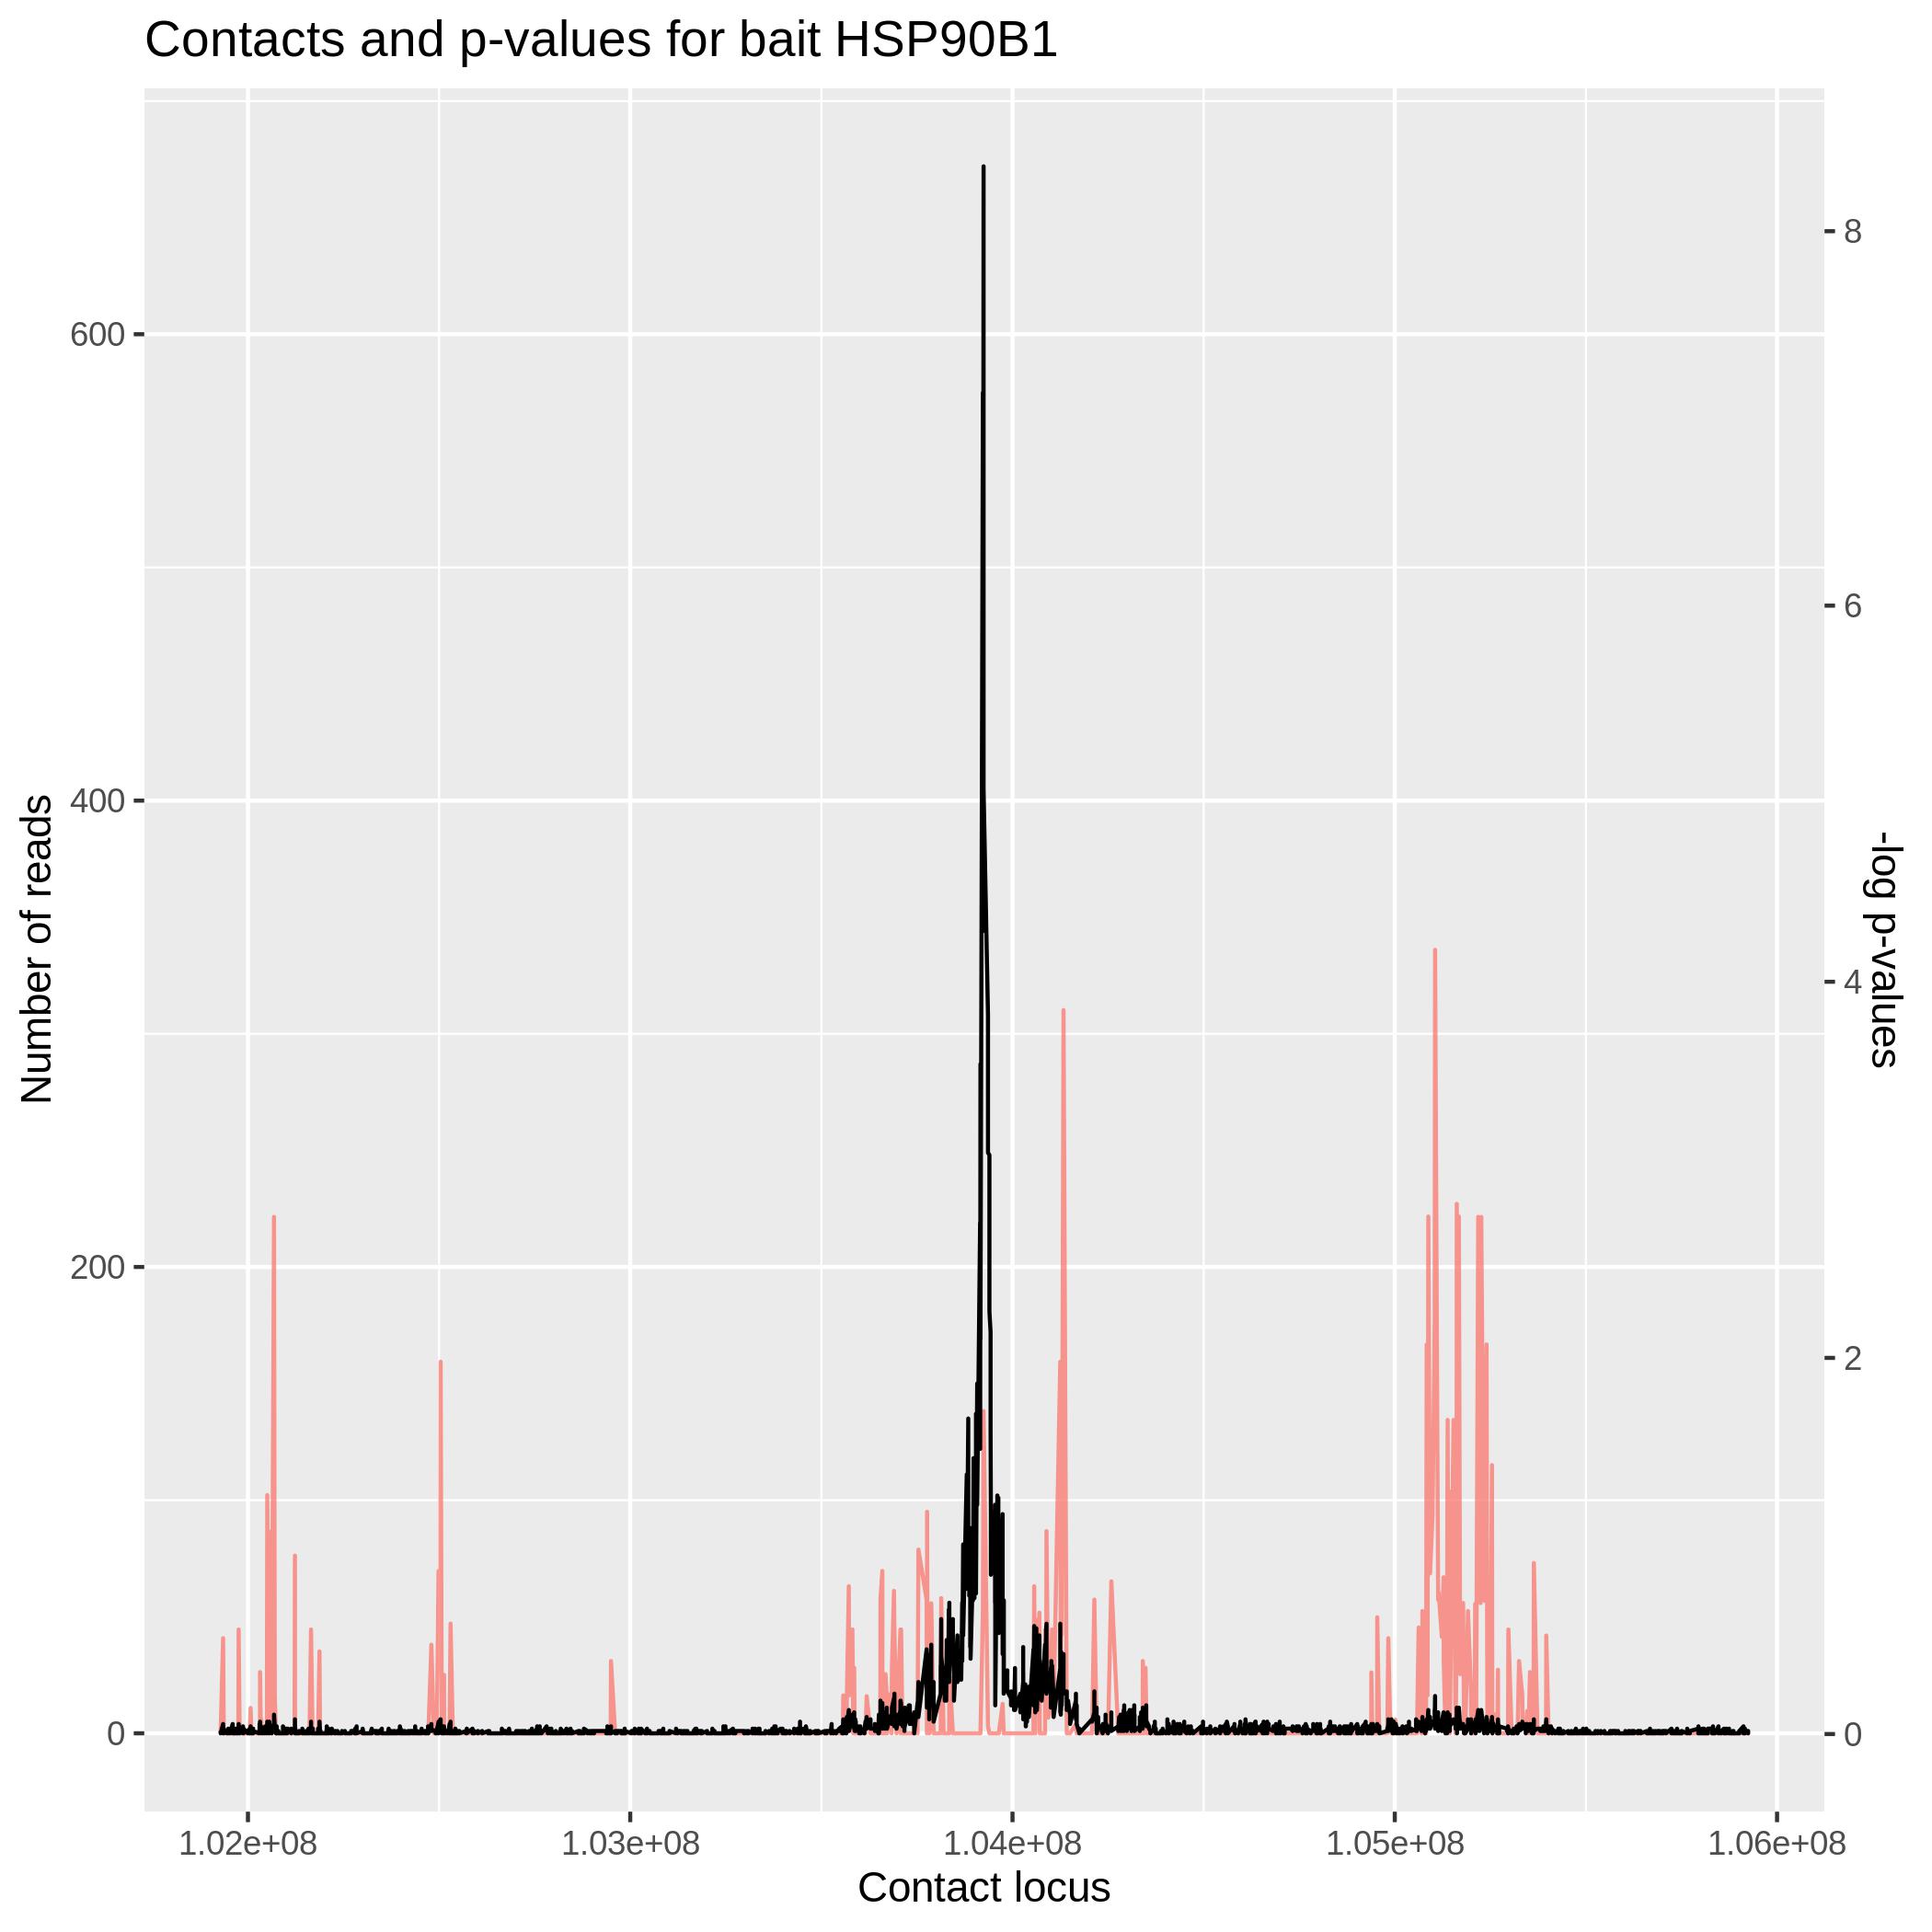 Contacts and p-values for bait HSP90B1
Number of reads
600
400
200
0
8
6
4
2
0
-log p-values
1.02e+08 1.03e+08 1.04e+08 1.05e+08 1.06e+08
Contact locus